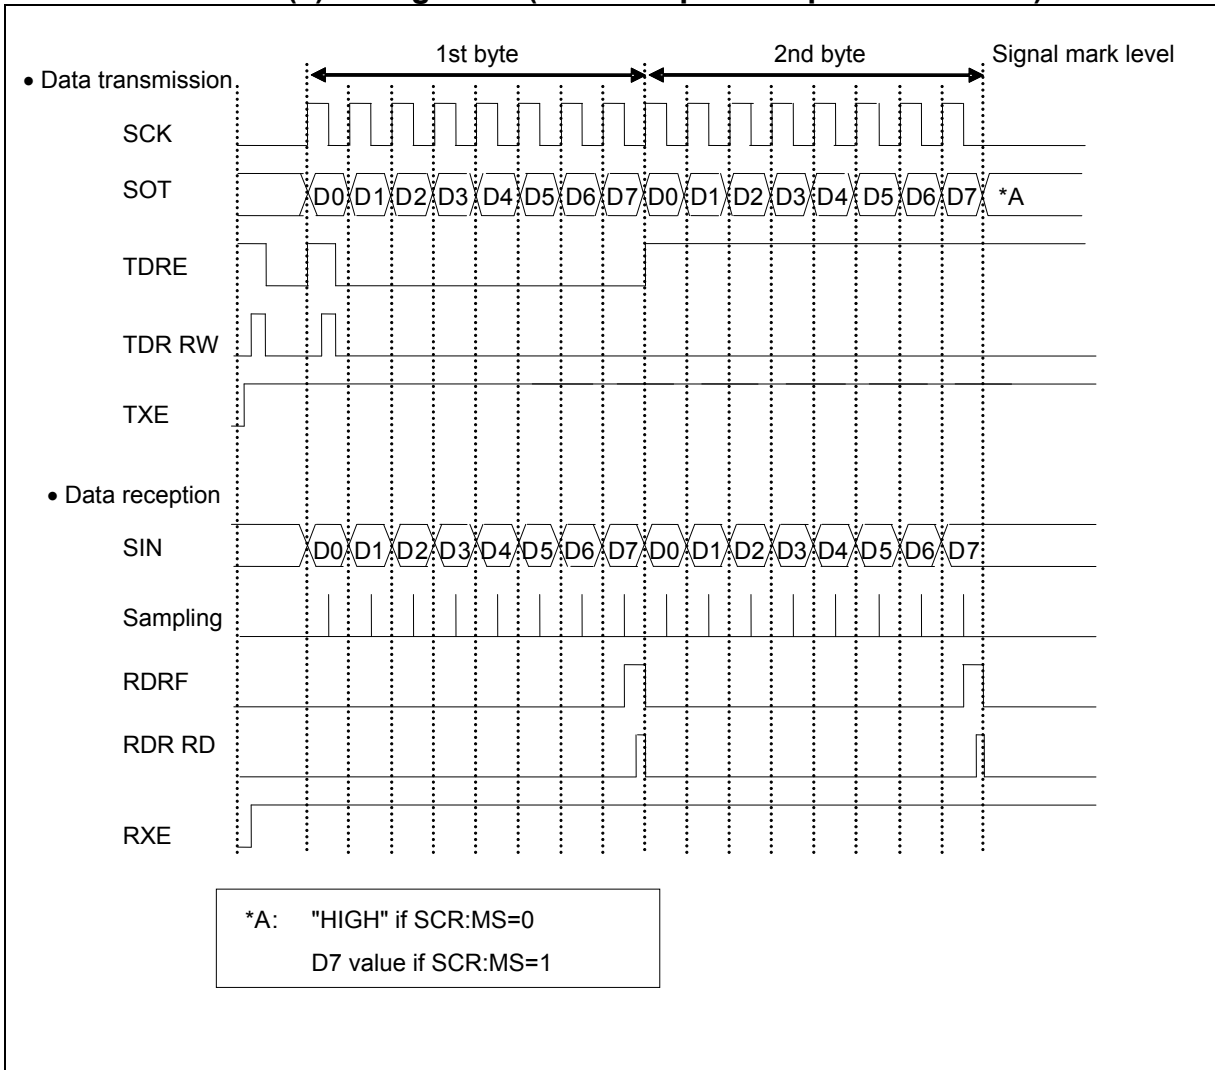 1st byte 2nd byte Signal mark level
• Data transmission
SCK
SOT D0 D1 D2 D3 D4 D5 D6 D7 D0 D1 D2 D3 D4 D5 D6 D7 *A
TDRE
TDR RW
TXE
• Data reception
SIN D0 D1 D2 D3 D4 D5 D6 D7 D0 D1 D2 D3 D4 D5 D6 D7
Sampling
RDRF
RDR RD
RXE
*A: "HIGH" if SCR:MS=0
D7 value if SCR:MS=1